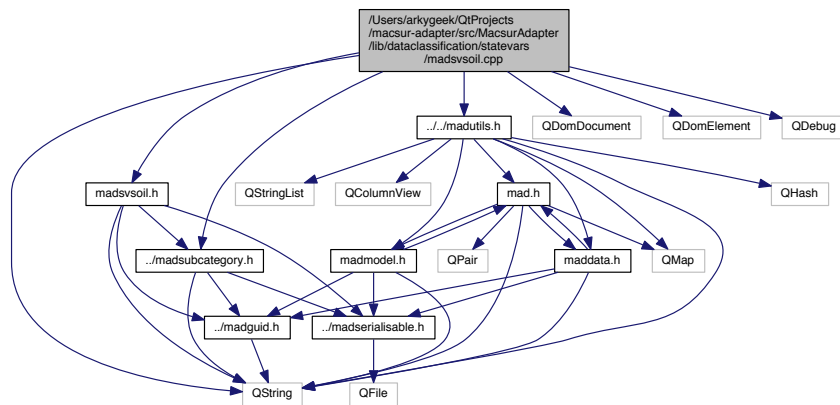 /Users/arkygeek/QtProjects
/macsur-adapter/src/MacsurAdapter
/lib/dataclassification/statevars
/madsvsoil.cpp
../../madutils.h
QDomDocument
QDomElement
QDebug
madsvsoil.h
QStringList
QColumnView
mad.h
QHash
../madsubcategory.h
madmodel.h
QPair
maddata.h
QMap
../madguid.h
../madserialisable.h
QString
QFile